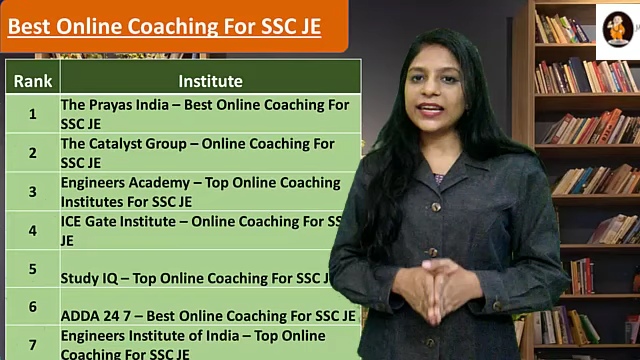 Best Online Coaching For SSC JE
Rank Institute
1 The Prayas India – Best Online Coaching For
SSC JE
2 The Catalyst Group – Online Coaching For
SSC JE
3 Engineers Academy – Top Online Coaching
Institutes For SSC JE
4 ICE Gate Institute – Online Coaching For SS
JE
5 Study IQ – Top Online Coaching For SSC J
6 ADDA 24 7 – Best Online Coaching For SSC JE
7 Engineers Institute of India – Top Online
Coaching For SSC JE